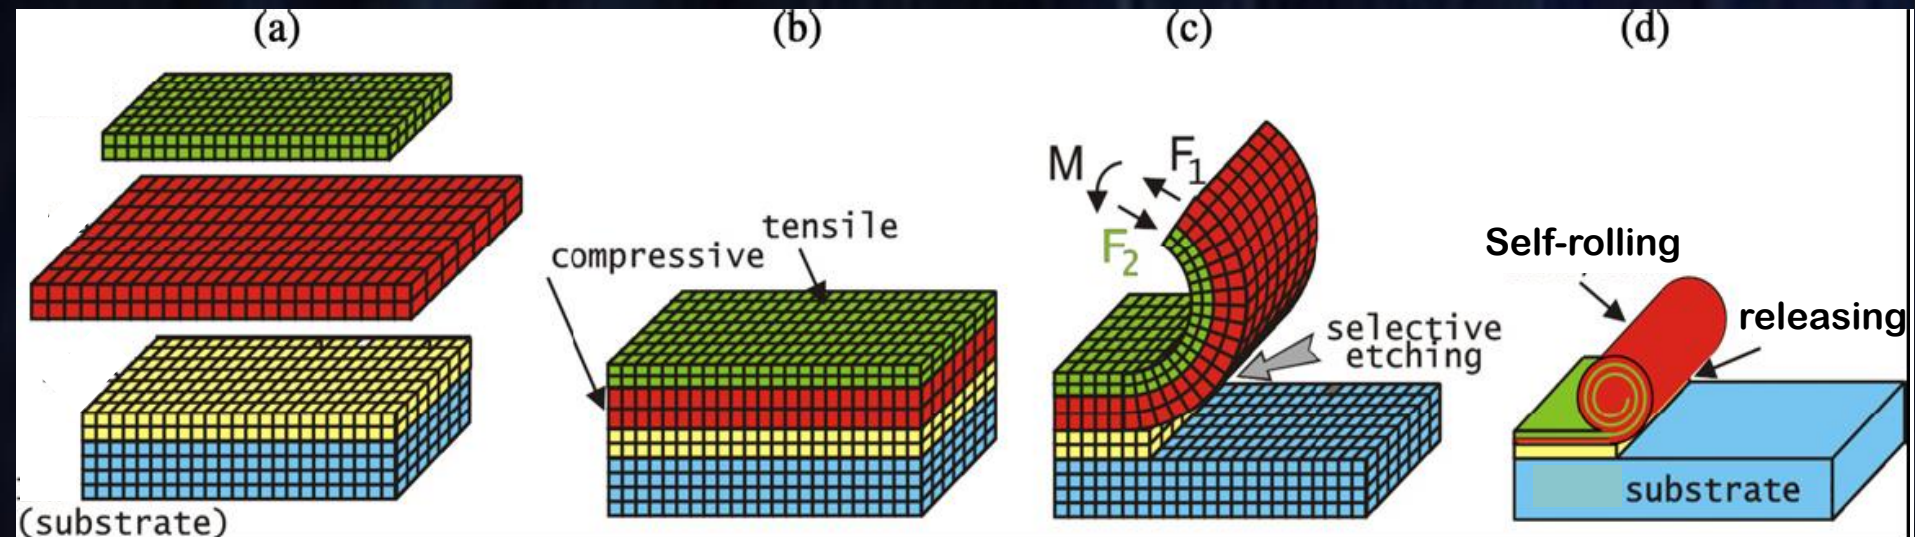 (a)
(b)
(c)
(d)
M
F1
F2
tensile
compressive
selective
etching
Self-rolling
releasing
substrate
(substrate)